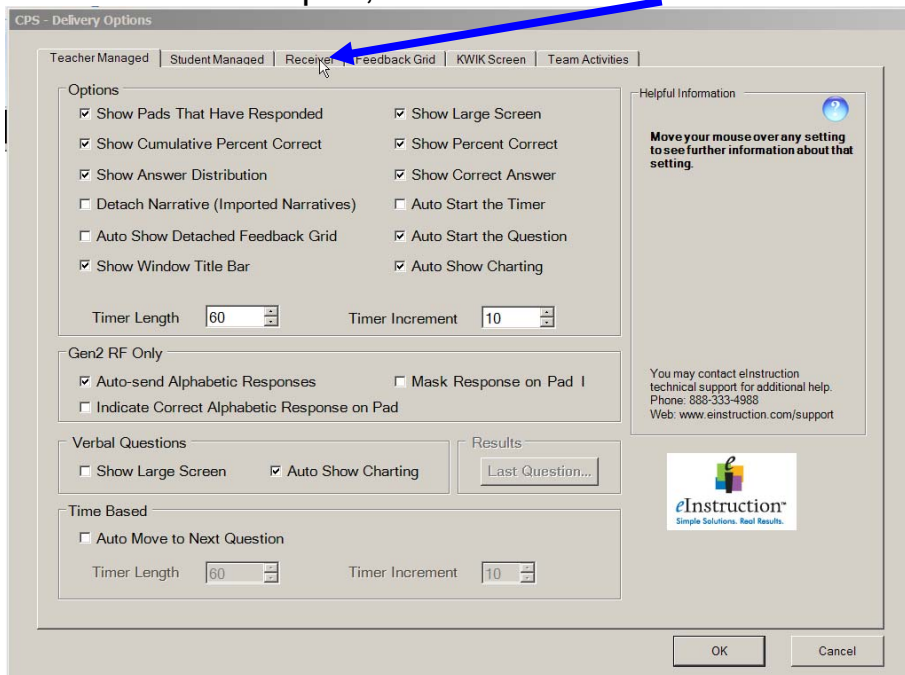 CPS - Delivery Options
Teacher Managed Student Managed Receiver Feedback Grid KWIK Screen Team Activities
Options
Show Pads That Have Responded Show Large Screen
Show Cumulative Percent Correct Show Percent Correct
Show Answer Distribution Show Correct Answer
Detach Narrative (Imported Narratives) Auto Start the Timer
Auto Show Detached Feedback Grid Auto Start the Question
Show Window Title Bar Auto Show Charting
Timer Length 60 Timer Increment 10
Gen2 RF Only
Auto-send Alphabetic Responses Mask Response on Pad l
Indicate Correct Alphabetic Response on Pad
Verbal Questions
Show Large Screen Auto Show Charting
Results
Last Question...
Time Based
Auto Move to Next Question
Timer Length 60 Timer Increment 10
Helpful Information
?
Move your mouse over any setting
to see further information about that
setting.
You may contact eInstruction
technical support for additional help.
Phone: 888-333-4988
Web: www.einstruction.com/support
e
eInstruction™
Simple Solutions. Real Results.
OK Cancel